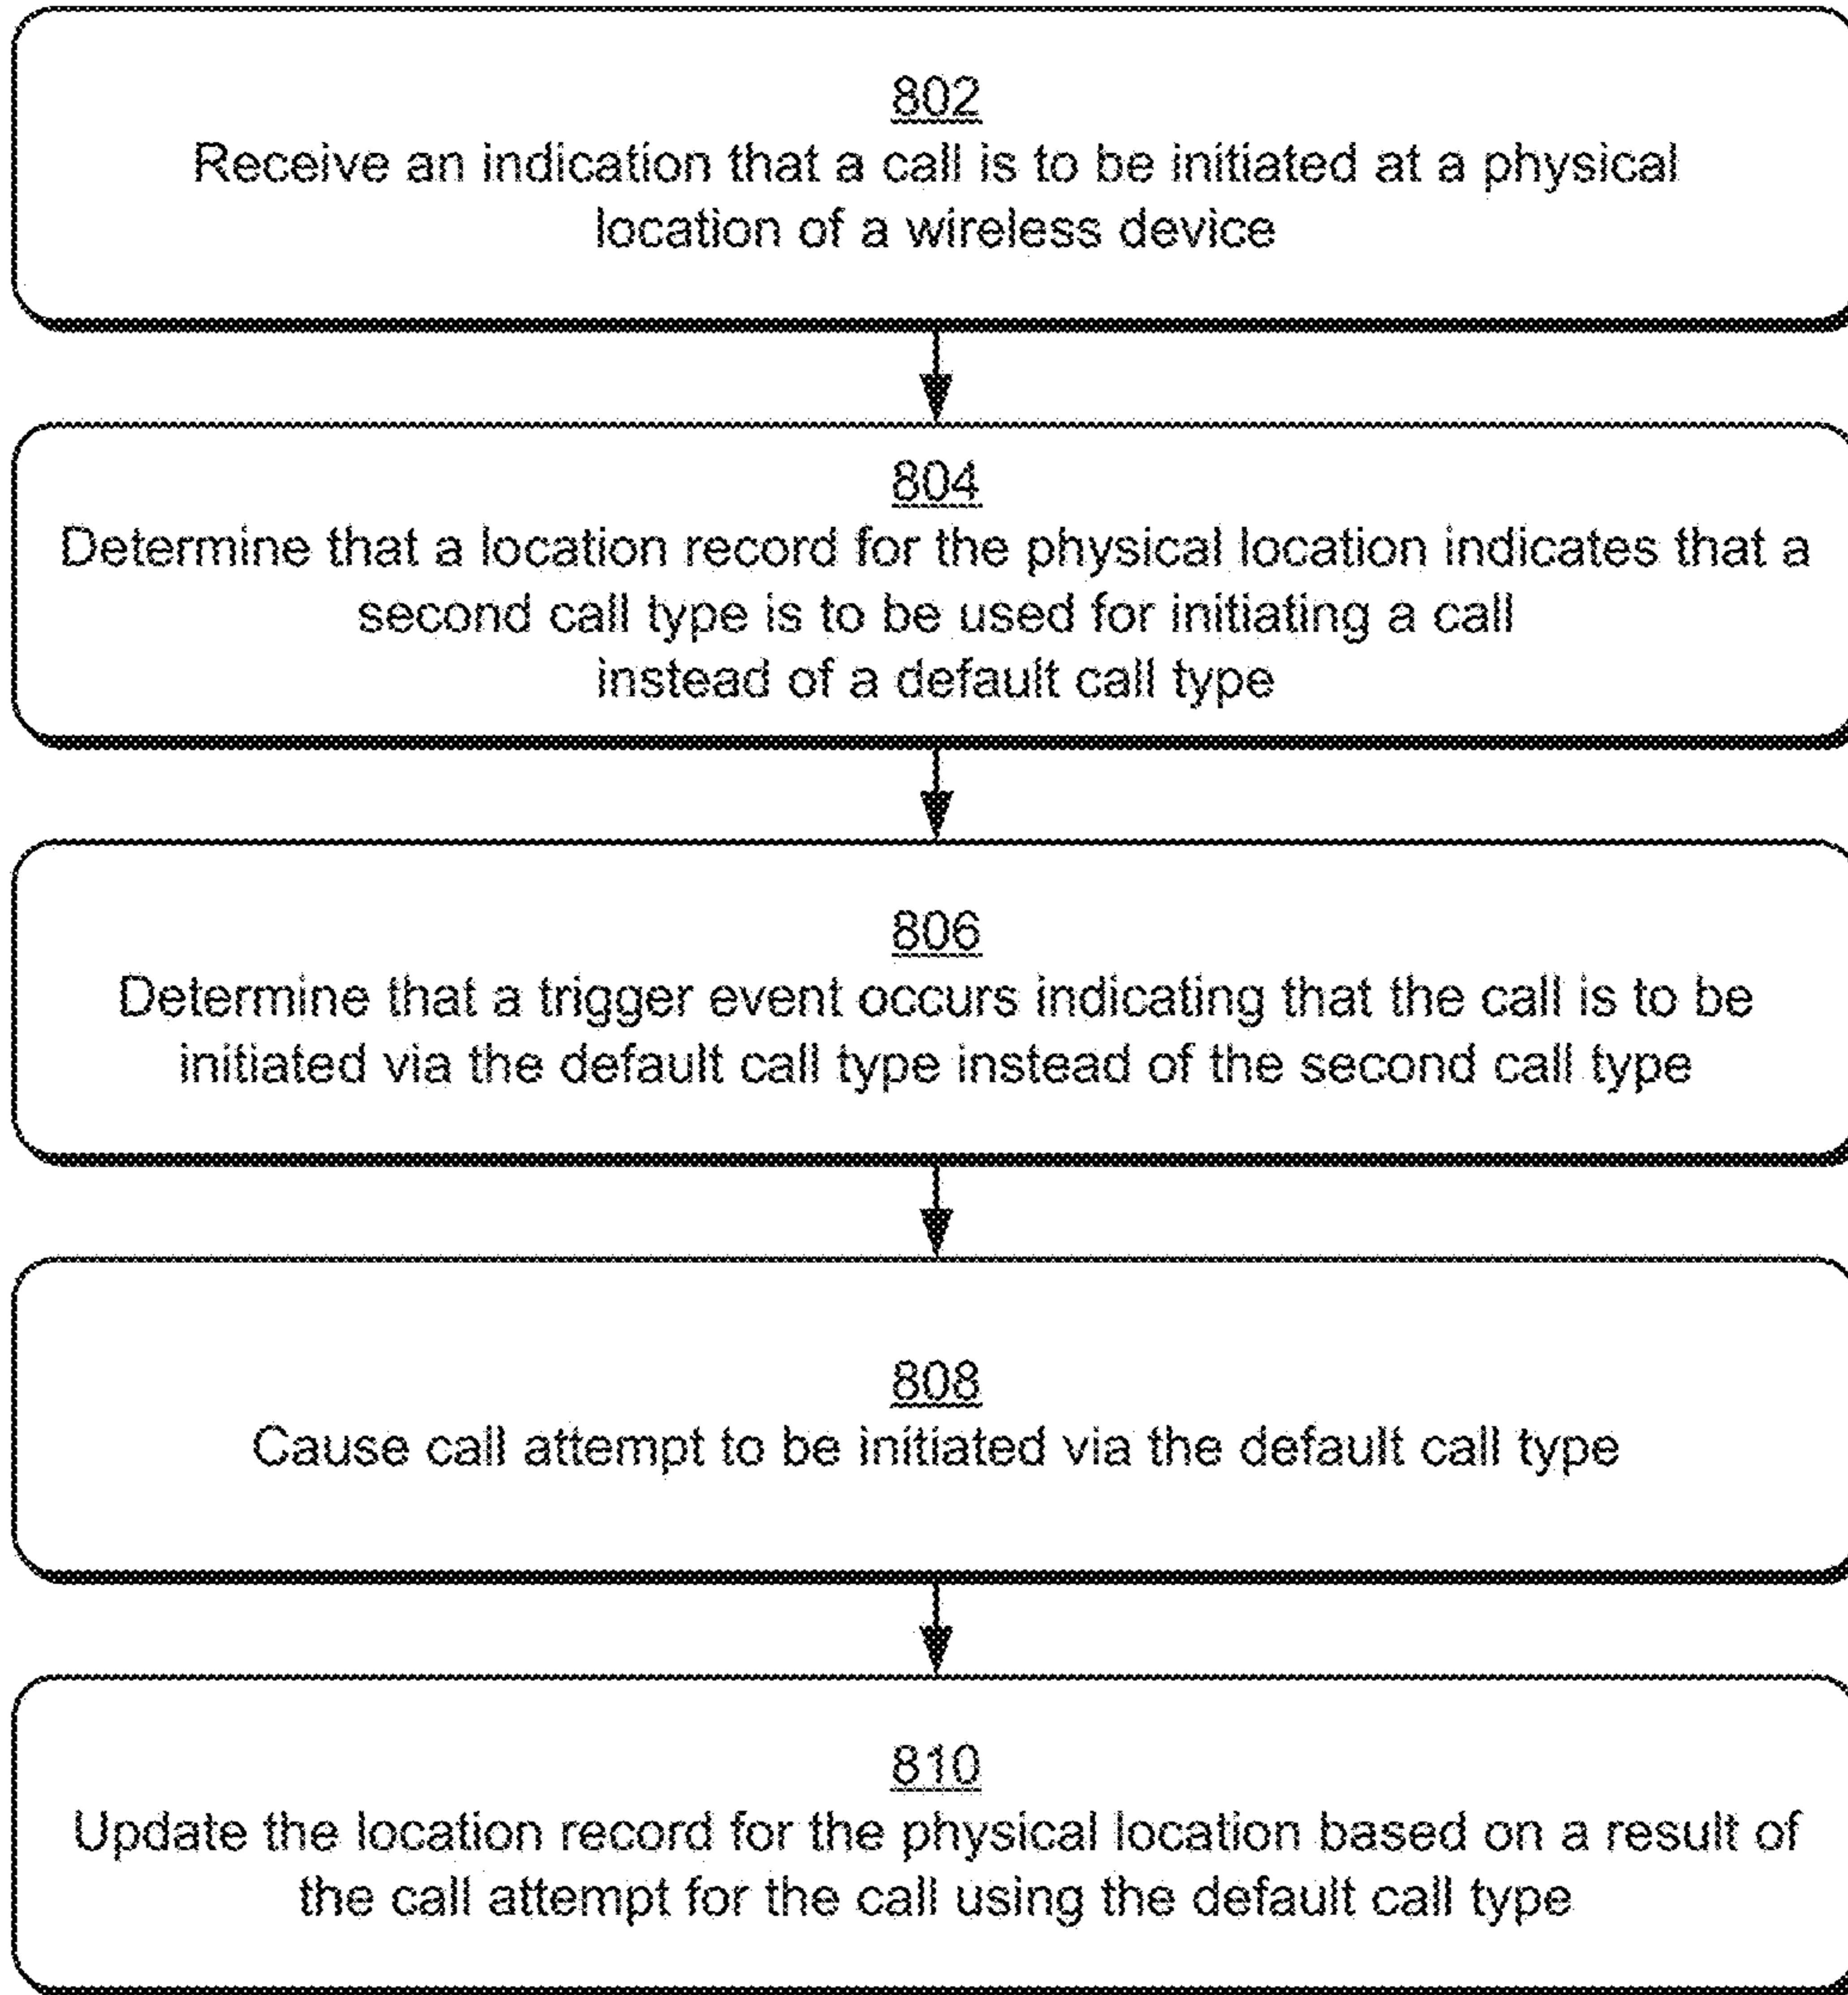 802
Receive an indication that a call is to be initiated at a physical
location of a wireless device
804
Determine that a location record for the physical location indicates that a
second call type is to be used for initiating a call
instead of a default call type
806
Determine that a trigger event occurs indicating that the call is to be
initiated via the default call type instead of the second call type
808
Cause call attempt to be initiated via the default call type
810
Update the location record for the physical location based on a result of
the call attempt for the call using the default call type